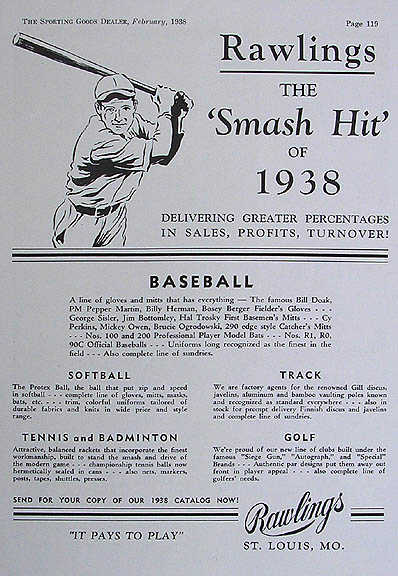 THE SPORTING GOODS DEALER, February, 1938
Page 119
Rawlings
THE
'Smash Hit'
OF
1938
DELIVERING GREATER PERCENTAGES
IN SALES, PROFITS, TURNOVER!
BASEBALL
A line of gloves and mitts that has everything — The famous Bill Doak,
PM Pepper Martin, Billy Herman, Bosey Berger Fielder's Gloves - - -
George Sisler, Jim Bottomley, Hal Trosky First Basemen's Mitts - - - Cy
Perkins, Mickey Owen, Brucie Ogrodowski, 290 edge style Catcher's Mitts
- - - Nos. 100 and 200 Professional Player Model Bats - - - Nos. R1, R0,
90C Official Baseballs - - - Uniforms long recognized as the finest in the
field - - - Also complete line of sundries.
SOFTBALL
The Protex Ball, the ball that put zip and speed
in softball - - - complete line of gloves, mitts, masks,
bats, etc. - - - trim, colorful uniforms tailored of
durable fabrics and knits in wide price and style
range.
TRACK
We are factory agents for the renowned Gill discus,
javelins, aluminum and bamboo vaulting poles known
and recognized as standard everywhere - - also in
stock for prompt delivery Finnish discus and javelins
and complete line of sundries.
TENNIS and BADMINTON
Attractive, balanced rackets that incorporate the finest
workmanship, built to stand the smash and drive of
the modern game - - - championship tennis balls now
hermetically sealed in cans - - - also nets, markers,
posts, tapes, shuttles, presses.
GOLF
We're proud of our new line of clubs built under the
famous "Siege Gun," "Autograph," and "Special"
Brands - - - Authentic par designs put them away out
front in player appeal - - - also complete line of
golfers' needs.
SEND FOR YOUR COPY OF OUR 1938 CATALOG NOW!
"IT PAYS TO PLAY"
Rawlings
ST. LOUIS, MO.